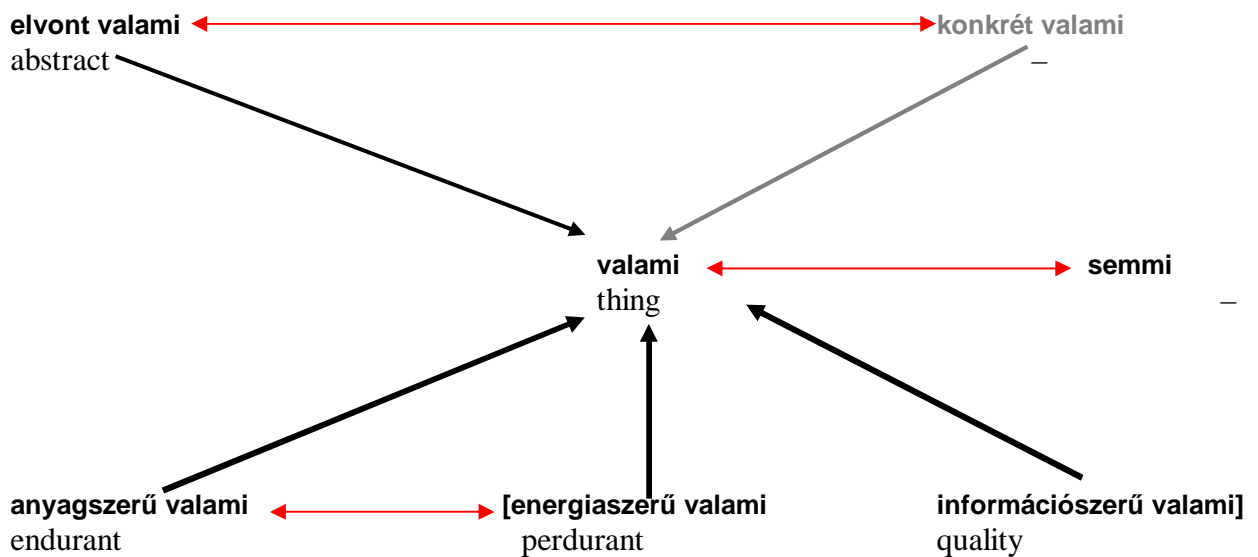 elvont valami konkrét valami
abstract –
valami semmi
thing –
anyagszerű valami [energiaszerű valami információszerű valami]
endurant perdurant quality